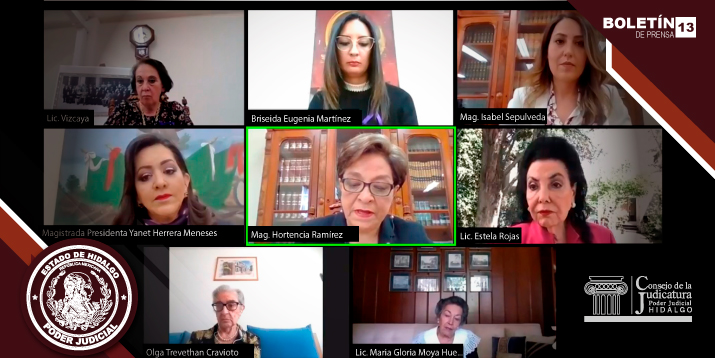 BOLETÍN
DE PRENSA 13
Lic. Vizcaya
Briseida Eugenia Martínez
Mag. Isabel Sepulveda
Magistrada Presidenta Yanet Herrera Meneses
Mag. Hortencia Ramírez
Lic. Estela Rojas
Olga Trevethan Cravioto
Lic. Maria Gloria Moya Hue...
ESTADO DE HIDALGO
PODER JUDICIAL
Consejo de la
Judicatura
Poder Judicial
HIDALGO